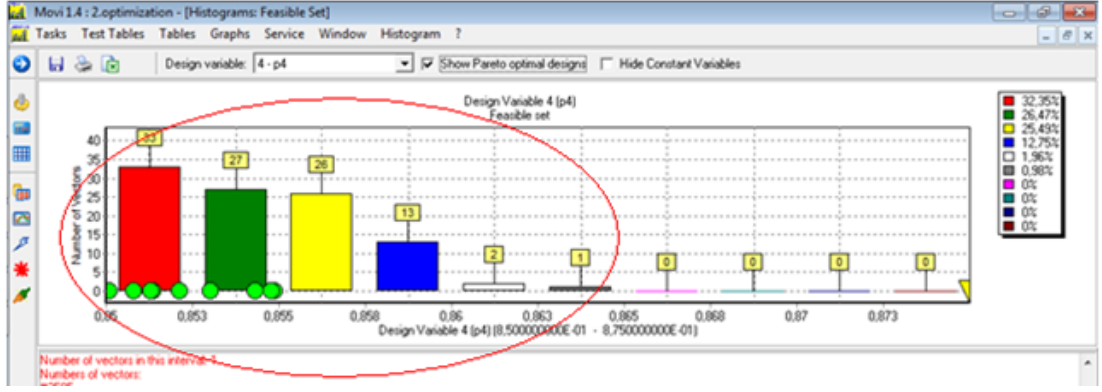 Movi 1.4 : 2.optimization - [Histograms: Feasible Set]
Tasks Test Tables Tables Graphs Service Window Histogram ?
Design variable: 4 - p4 Show Pareto optimal designs Hide Constant Variables
Design Variable 4 (p4)
Feasible set
Number of Vectors
40
35
30
25
20
15
10
5
0
33
27
26
13
2
1
0
0
0
0
0,85 0,853 0,855 0,858 0,86 0,863 0,865 0,868 0,87 0,873
Design Variable 4 (p4) (8,500000000E-01 - 8,750000000E-01)
32,35%
26,47%
25,49%
12,75%
1,96%
0,98%
0%
0%
0%
0%
Number of vectors in this interval:
Numbers of vectors: